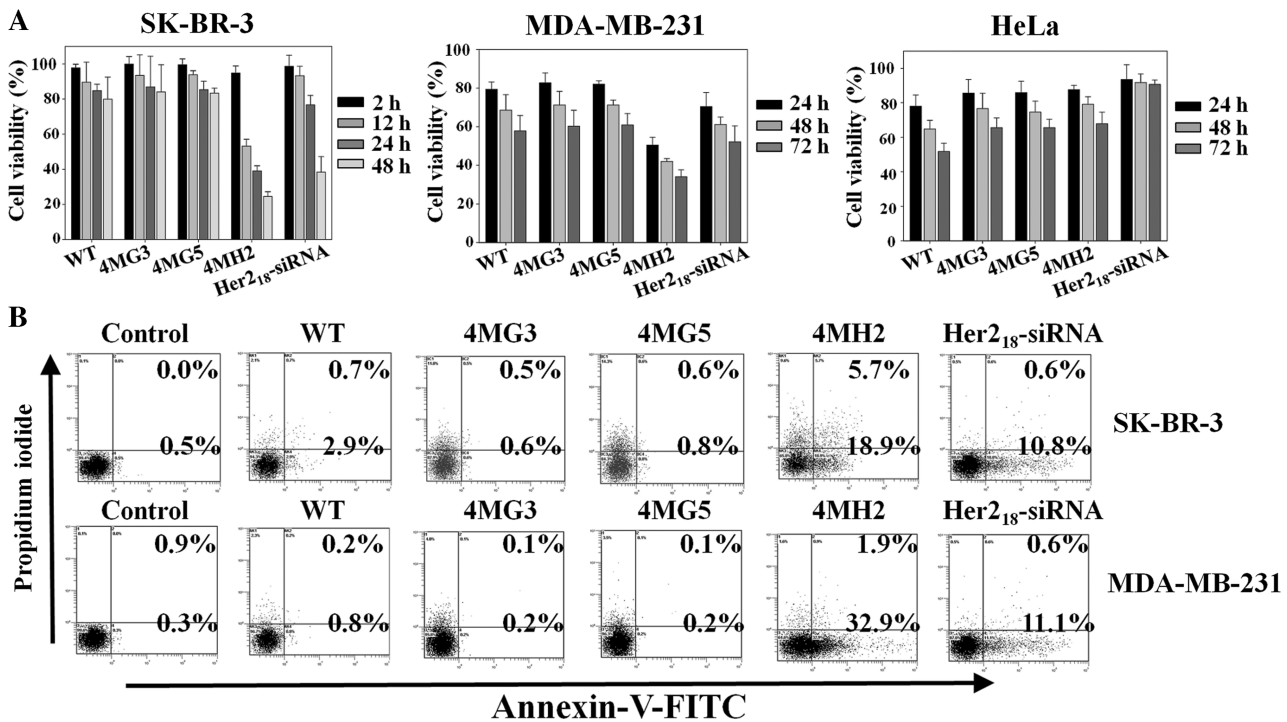 A
SK-BR-3
MDA-MB-231
HeLa
Cell viability (%)
100
80
60
40
20
0
2 h
12 h
24 h
48 h
WT
4MG3
4MG5
4MH2
Her2₁₈-siRNA
Cell viability (%)
100
80
60
40
20
0
24 h
48 h
72 h
WT
4MG3
4MG5
4MH2
Her2₁₈-siRNA
Cell viability (%)
100
80
60
40
20
0
24 h
48 h
72 h
WT
4MG3
4MG5
4MH2
Her2₁₈-siRNA
B
Control
WT
4MG3
4MG5
4MH2
Her2₁₈-siRNA
0.0%
0.7%
0.5%
0.6%
5.7%
0.6%
SK-BR-3
0.5%
2.9%
0.6%
0.8%
18.9%
10.8%
Control
WT
4MG3
4MG5
4MH2
Her2₁₈-siRNA
0.9%
0.2%
0.1%
0.1%
1.9%
0.6%
MDA-MB-231
0.3%
0.8%
0.2%
0.2%
32.9%
11.1%
Propidium iodide
Annexin-V-FITC